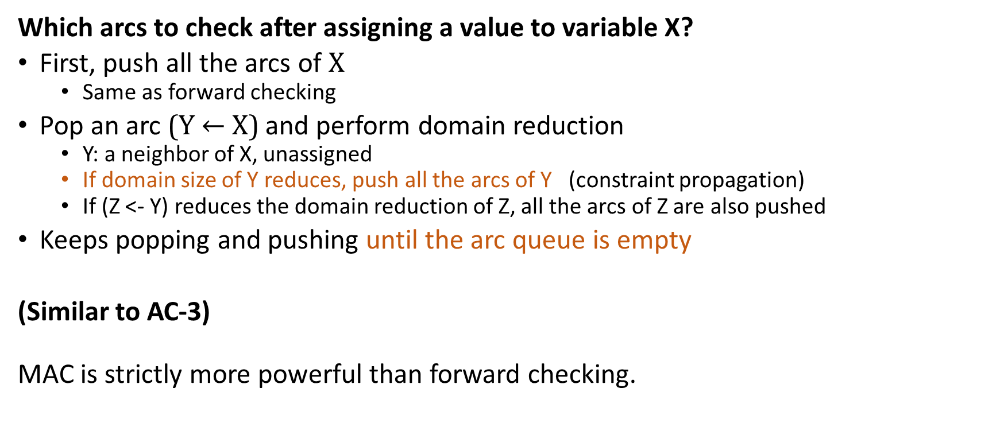 Which arcs to check after assigning a value to variable X?
• First, push all the arcs of X
• Same as forward checking
• Pop an arc (Y ← X) and perform domain reduction
• Y: a neighbor of X, unassigned
• If domain size of Y reduces, push all the arcs of Y (constraint propagation)
• If (Z <- Y) reduces the domain reduction of Z, all the arcs of Z are also pushed
• Keeps popping and pushing until the arc queue is empty
(Similar to AC-3)
MAC is strictly more powerful than forward checking.